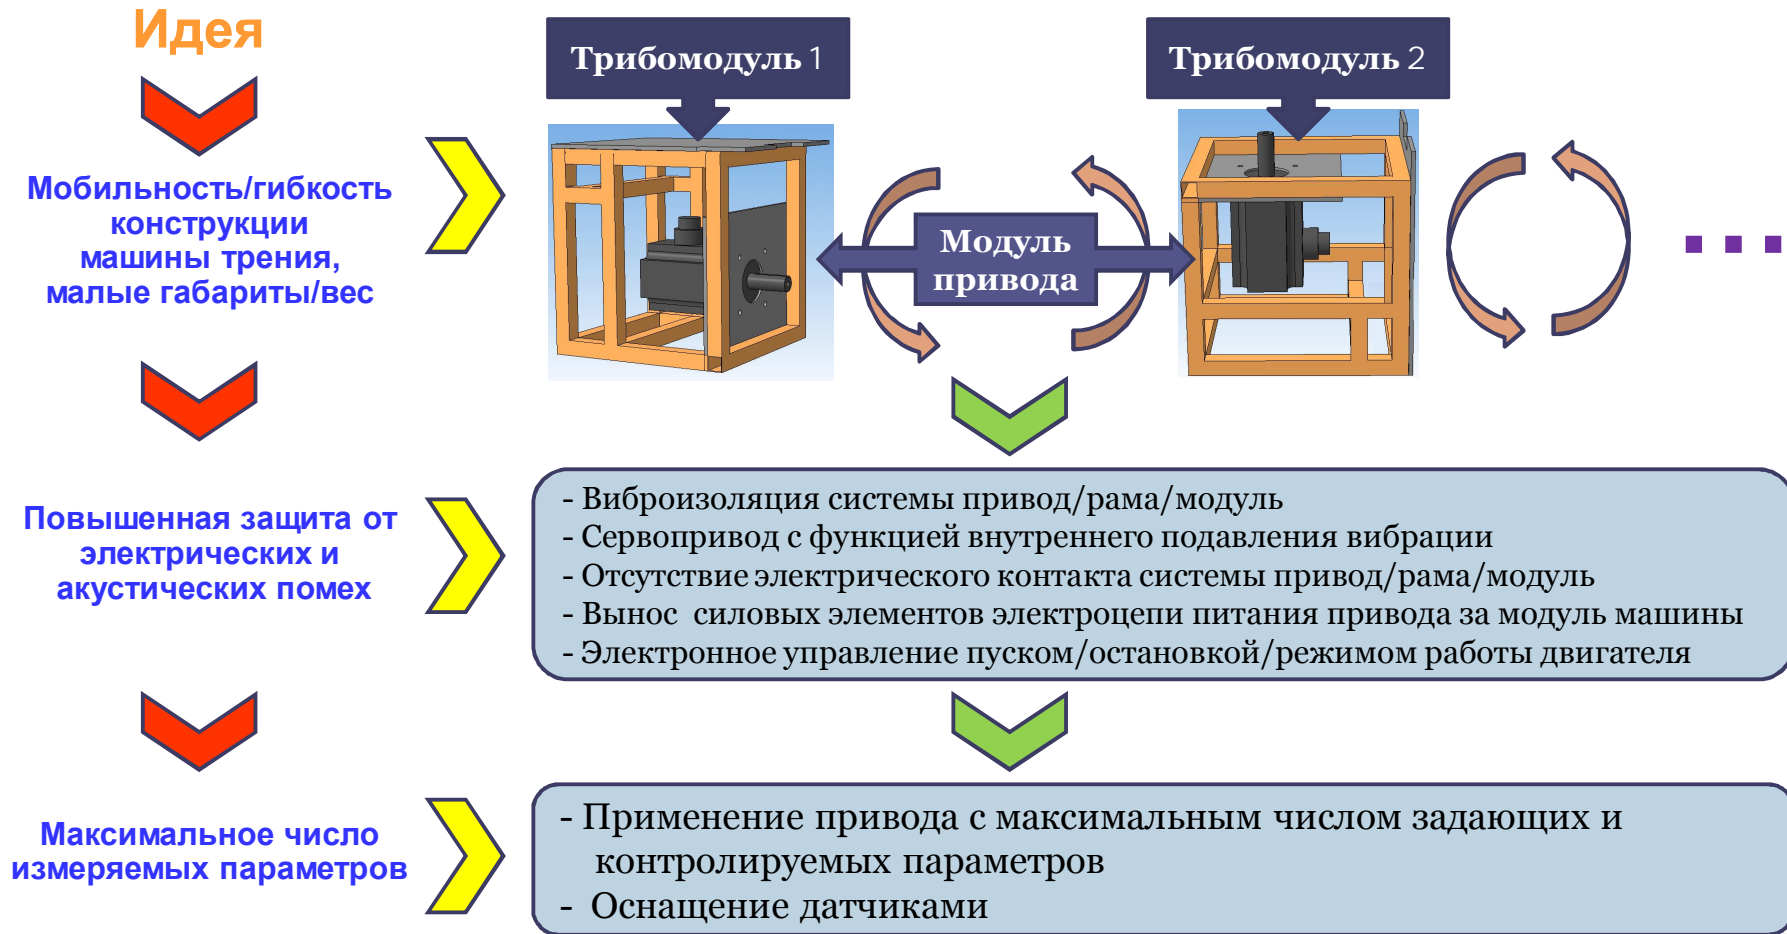 Идея
Трибомодуль 1
Трибомодуль 2
Мобильность/гибкость
конструкции
машины трения,
малые габариты/вес
Модуль
привода
Повышенная защита от
электрических и
акустических помех
- Виброизоляция системы привод/рама/модуль
- Сервопривод с функцией внутреннего подавления вибрации
- Отсутствие электрического контакта системы привод/рама/модуль
- Вынос силовых элементов электроцепи питания привода за модуль машины
- Электронное управление пуском/остановкой/режимом работы двигателя
Максимальное число
измеряемых параметров
- Применение привода с максимальным числом задающих и
контролируемых параметров
- Оснащение датчиками